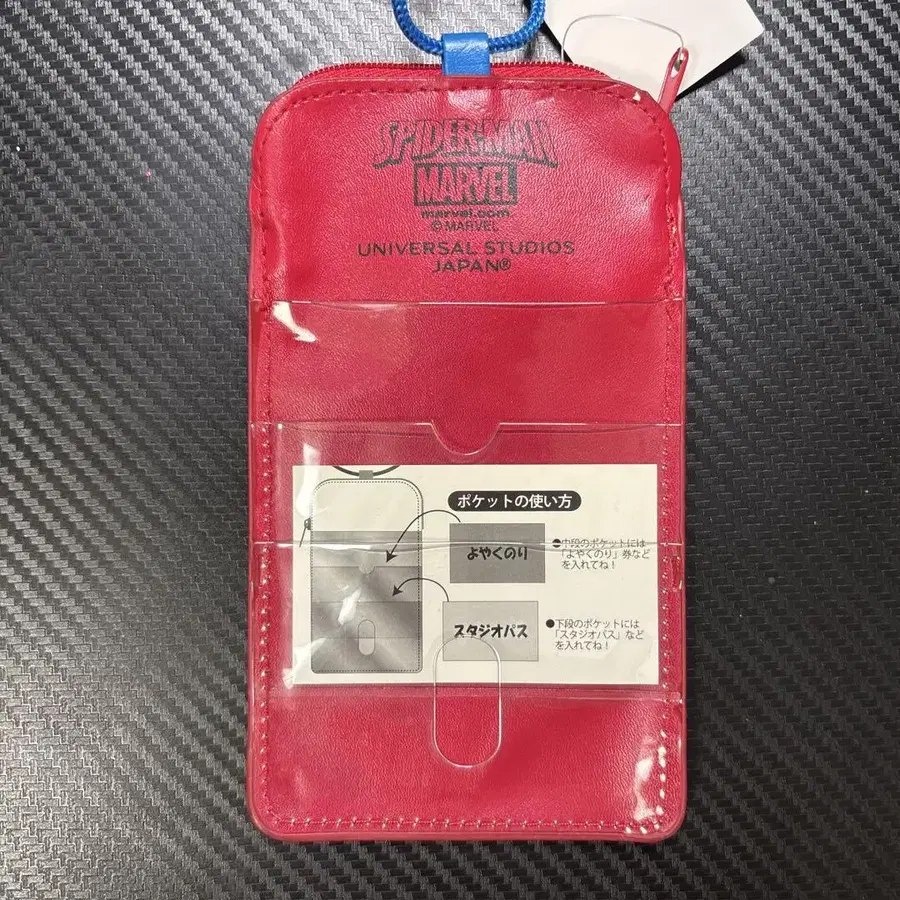 SPIDER-MAN
MARVEL
marvel.com
© MARVEL
UNIVERSAL STUDIOS
JAPAN®
ポケットの使い方
よやくのり
●中段のポケットには
「よやくのり」券など
を入れてね！
スタジオパス
●下段のポケットには
「スタジオパス」など
を入れてね！